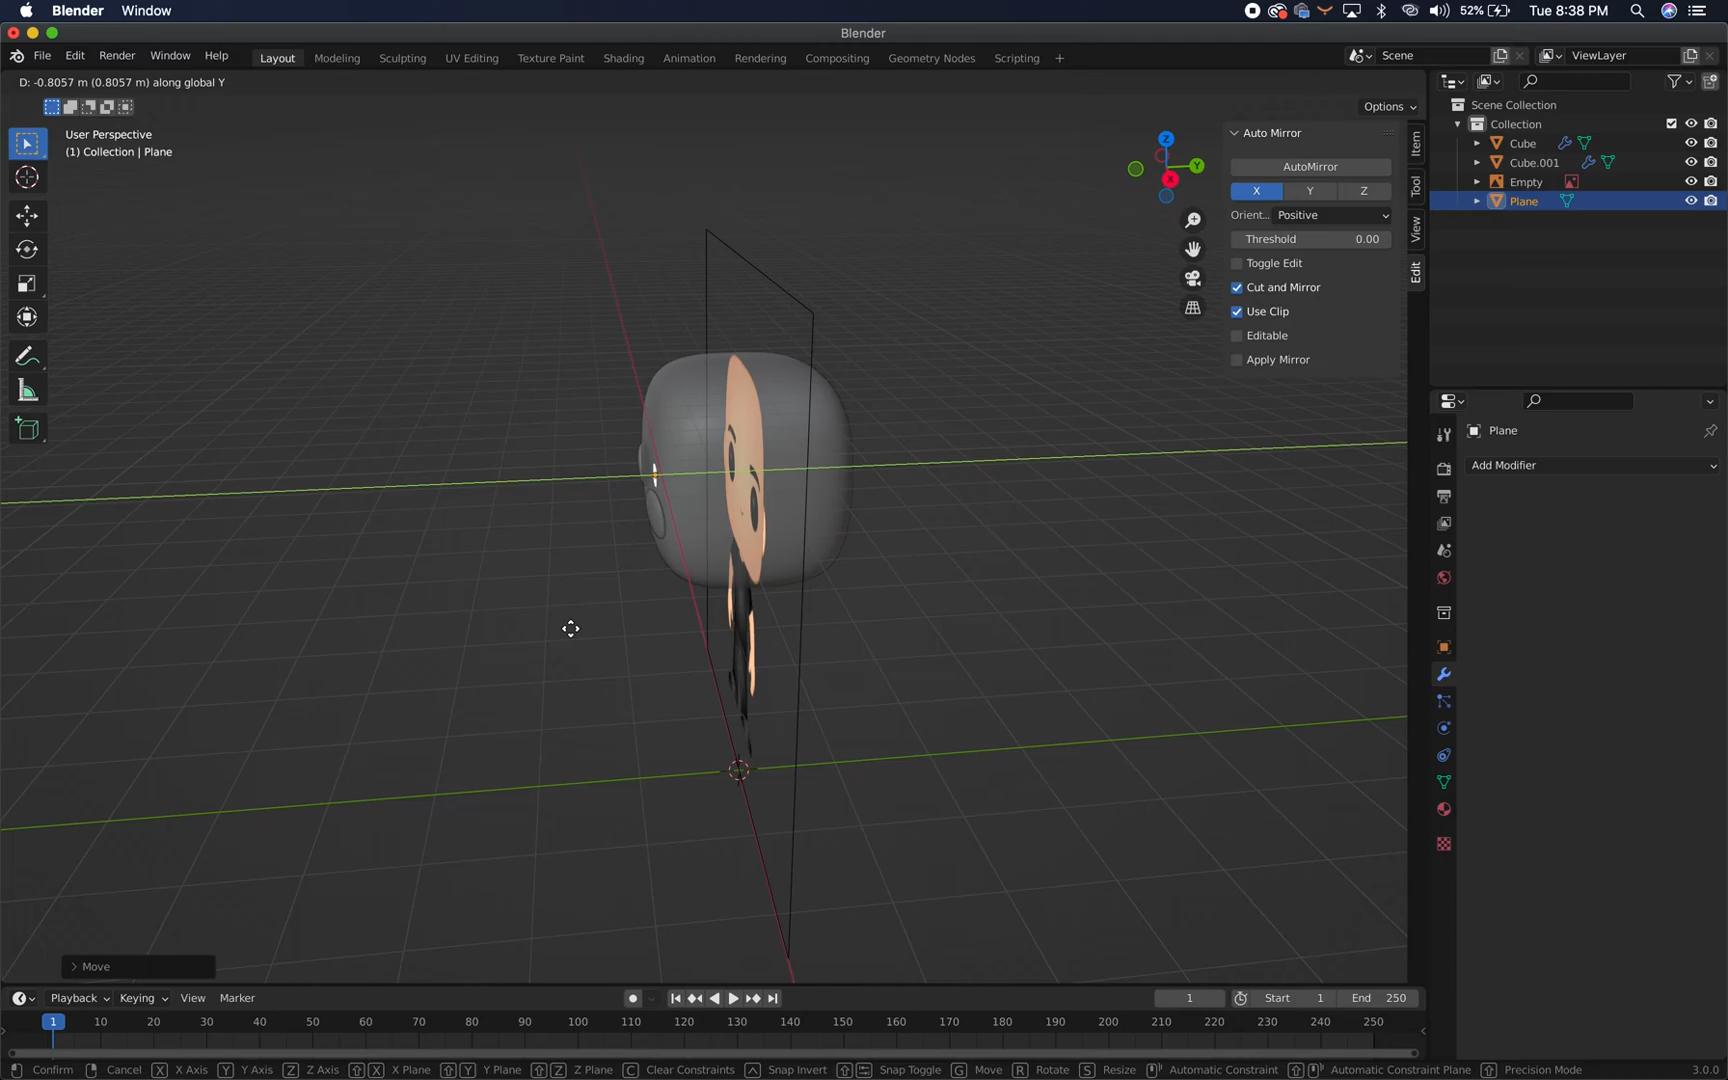 Blender Window 52% Tue 8:38 PM
Blender
File Edit Render Window Help Layout Modeling Sculpting UV Editing Texture Paint Shading Animation Rendering Compositing Geometry Nodes Scripting + Scene ViewLayer
D: -0.8057 m (0.8057 m) along global Y
Options
User Perspective
(1) Collection | Plane
Z
Y
X
Auto Mirror
AutoMirror
X Y Z
Orient... Positive
Threshold 0.00
Toggle Edit
Cut and Mirror
Use Clip
Editable
Apply Mirror
Item
Tool
View
Edit
Scene Collection
Collection
Cube
Cube.001
Empty
Plane
Plane
Add Modifier
Move
Playback Keying View Marker 1 Start 1 End 250
1 10 20 30 40 50 60 70 80 90 100 110 120 130 140 150 160 170 180 190 200 210 220 230 240 250
Confirm Cancel X X Axis Y Y Axis Z Z Axis X X Plane Y Y Plane Z Z Plane C Clear Constraints Snap Invert Snap Toggle G Move R Rotate S Resize Automatic Constraint Automatic Constraint Plane Precision Mode 3.0.0